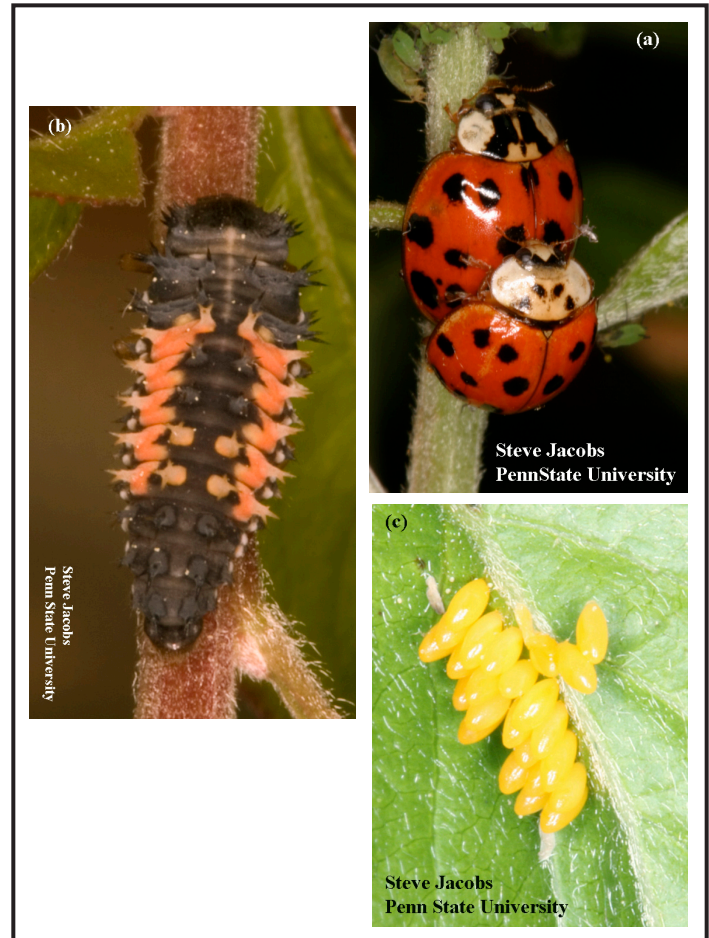 (a)
Steve Jacobs
PennState University
(b)
Steve Jacobs
Penn State University
(c)
Steve Jacobs
Penn State University